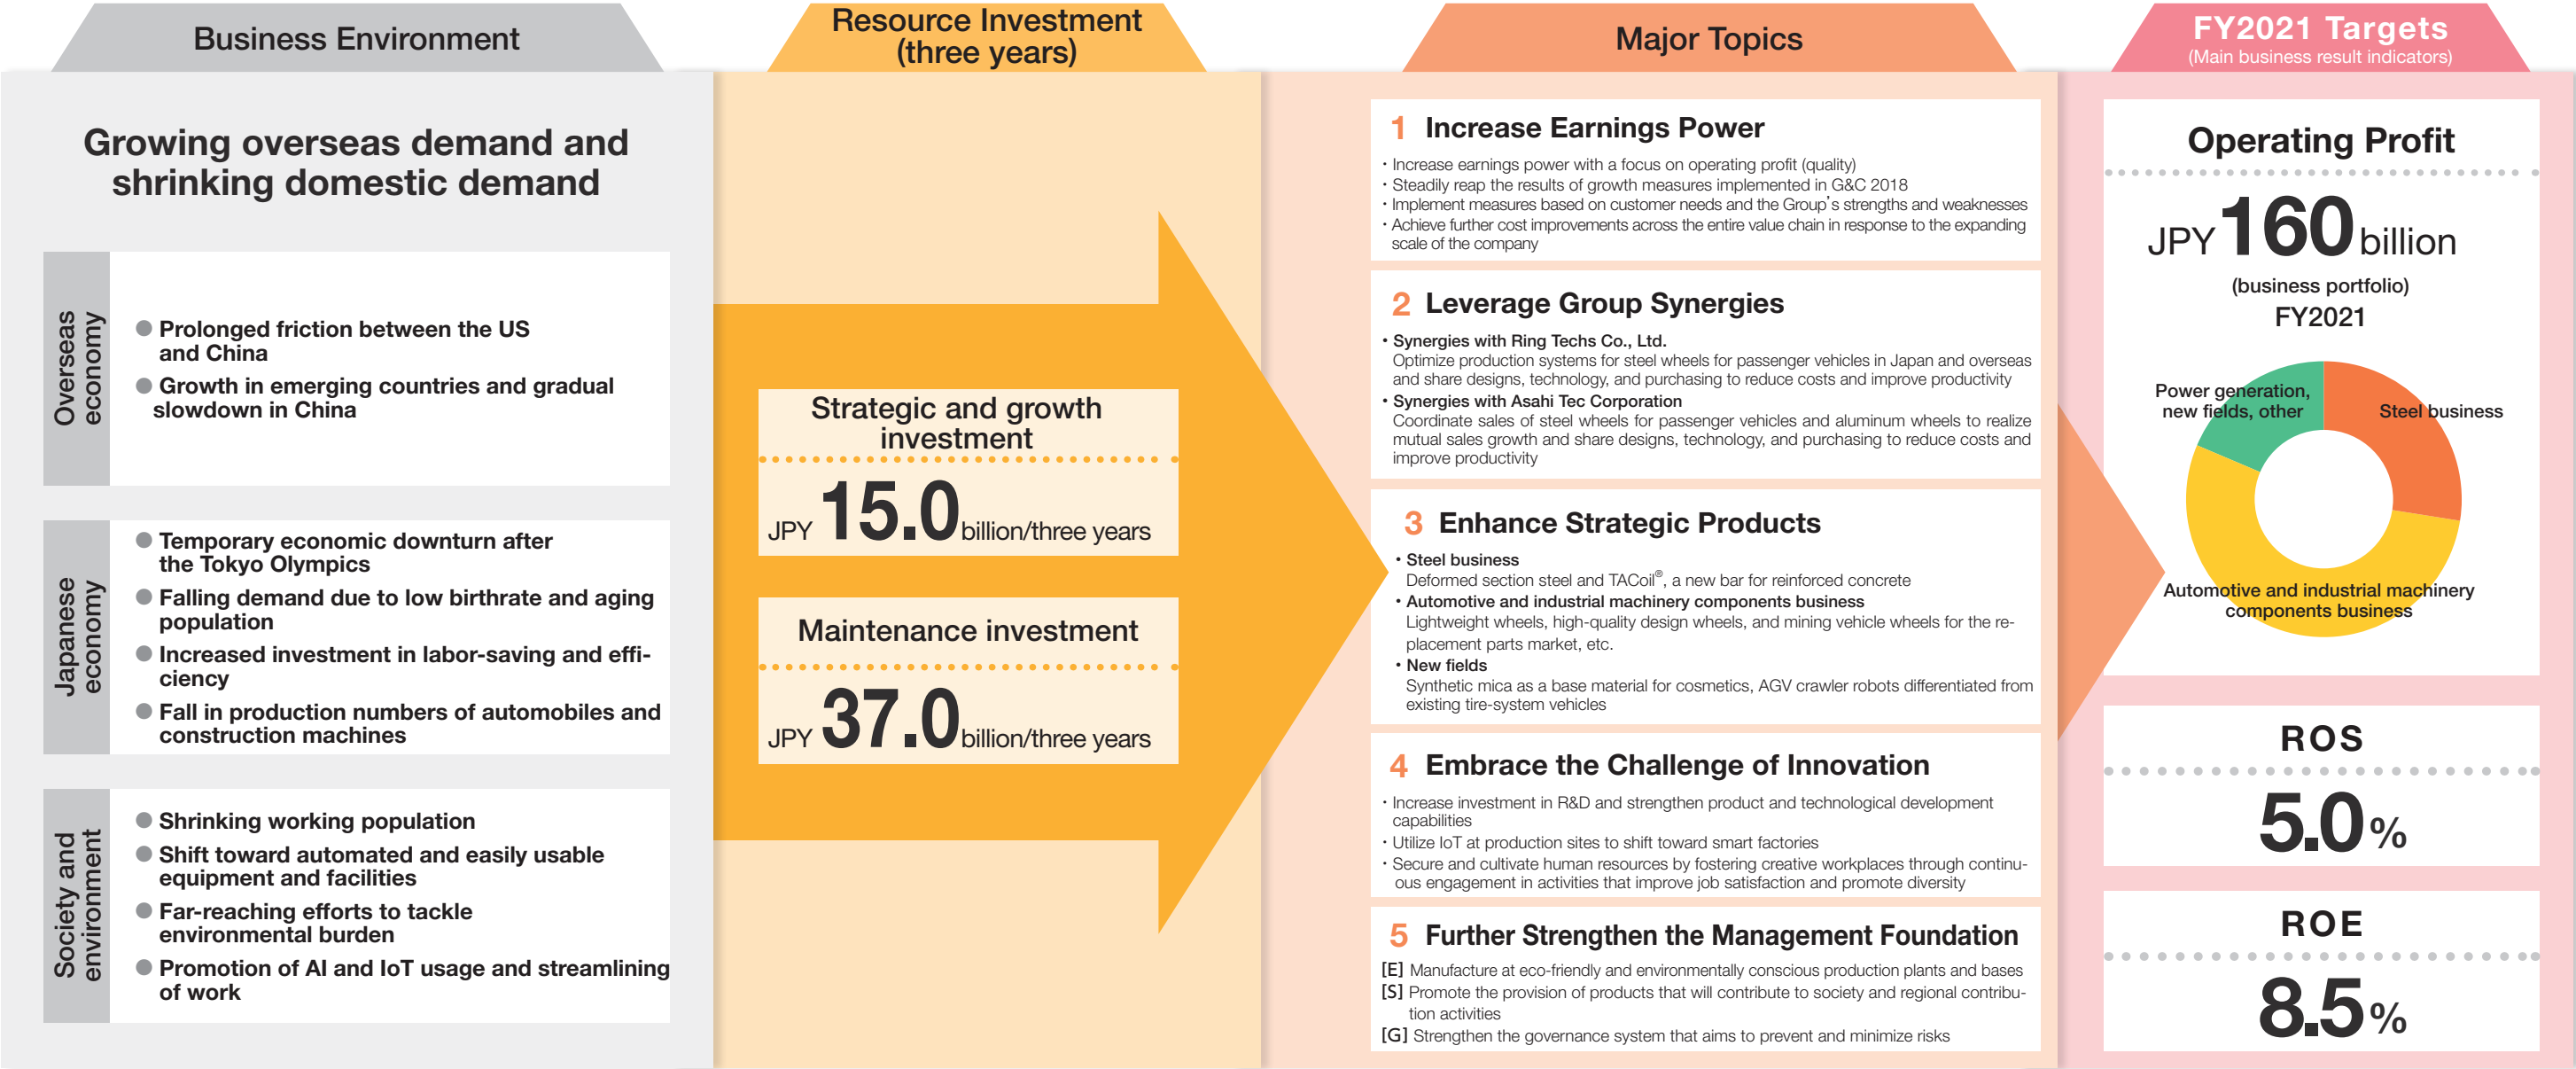 Business Environment
Growing overseas demand and
shrinking domestic demand
Overseas
economy
● Prolonged friction between the US
and China
● Growth in emerging countries and gradual
slowdown in China
Japanese
economy
● Temporary economic downturn after
the Tokyo Olympics
● Falling demand due to low birthrate and aging
population
● Increased investment in labor-saving and effi-
ciency
● Fall in production numbers of automobiles and
construction machines
Society and
environment
● Shrinking working population
● Shift toward automated and easily usable
equipment and facilities
● Far-reaching efforts to tackle
environmental burden
● Promotion of AI and IoT usage and streamlining
of work
Resource Investment
(three years)
Strategic and growth
investment
JPY 15.0 billion/three years
Maintenance investment
JPY 37.0 billion/three years
Major Topics
1 Increase Earnings Power
・Increase earnings power with a focus on operating profit (quality)
・Steadily reap the results of growth measures implemented in G&C 2018
・Implement measures based on customer needs and the Group's strengths and weaknesses
・Achieve further cost improvements across the entire value chain in response to the expanding
scale of the company
2 Leverage Group Synergies
• Synergies with Ring Techs Co., Ltd.
Optimize production systems for steel wheels for passenger vehicles in Japan and overseas
and share designs, technology, and purchasing to reduce costs and improve productivity
• Synergies with Asahi Tec Corporation
Coordinate sales of steel wheels for passenger vehicles and aluminum wheels to realize
mutual sales growth and share designs, technology, and purchasing to reduce costs and
improve productivity
3 Enhance Strategic Products
• Steel business
Deformed section steel and TACoil®, a new bar for reinforced concrete
• Automotive and industrial machinery components business
Lightweight wheels, high-quality design wheels, and mining vehicle wheels for the re-
placement parts market, etc.
• New fields
Synthetic mica as a base material for cosmetics, AGV crawler robots differentiated from
existing tire-system vehicles
4 Embrace the Challenge of Innovation
・Increase investment in R&D and strengthen product and technological development
capabilities
・Utilize IoT at production sites to shift toward smart factories
・Secure and cultivate human resources by fostering creative workplaces through continu-
ous engagement in activities that improve job satisfaction and promote diversity
5 Further Strengthen the Management Foundation
[E] Manufacture at eco-friendly and environmentally conscious production plants and bases
[S] Promote the provision of products that will contribute to society and regional contribu-
tion activities
[G] Strengthen the governance system that aims to prevent and minimize risks
FY2021 Targets
(Main business result indicators)
Operating Profit
JPY 160 billion
(business portfolio)
FY2021
Power generation,
new fields, other
Steel business
Automotive and industrial machinery
components business
ROS
5.0 %
ROE
8.5 %